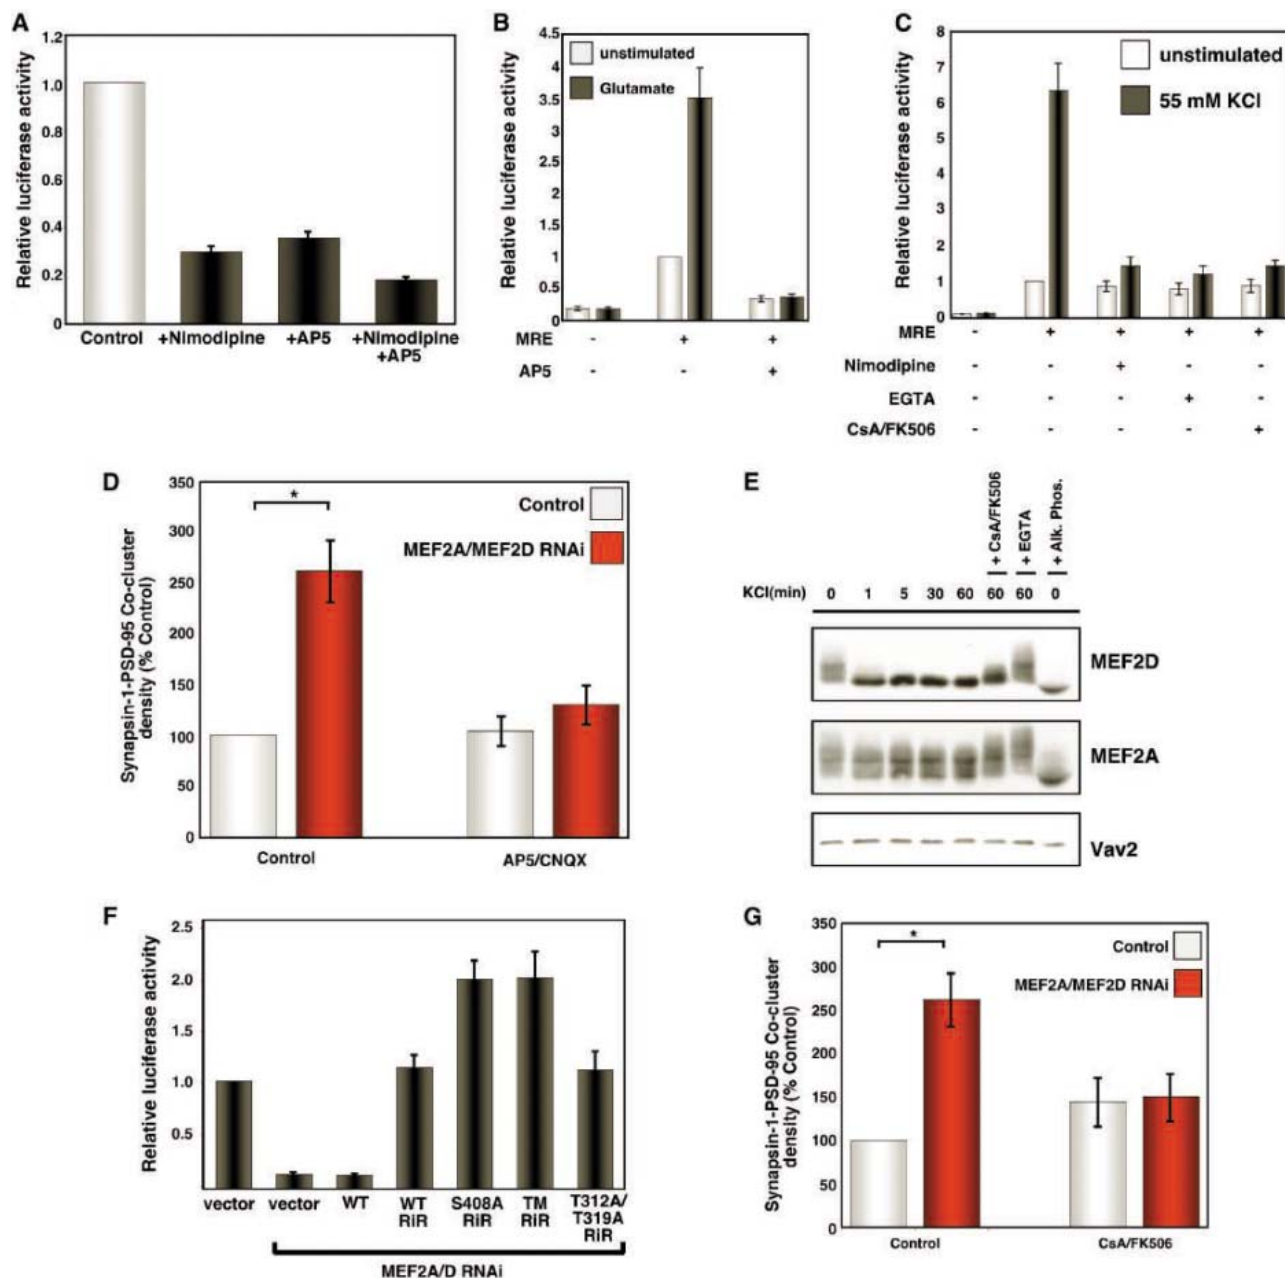 A
Relative luciferase activity
1.2
1.0
0.8
0.6
0.4
0.2
0
Control
+Nimodipine
+AP5
+Nimodipine
+AP5
B
Relative luciferase activity
4.5
4
3.5
3
2.5
2
1.5
1
0.5
0
unstimulated
Glutamate
MRE - + +
AP5 - - +
C
Relative luciferase activity
8
7
6
5
4
3
2
1
0
unstimulated
55 mM KCl
MRE - + + + +
Nimodipine - - + - -
EGTA - - - + -
CsA/FK506 - - - - +
D
Synapsin-1-PSD-95 Co-cluster
density (% Control)
350
300
250
200
150
100
50
0
*
Control
MEF2A/MEF2D RNAi
Control
AP5/CNQX
E
+ CsA/FK506
+ EGTA
+ Alk. Phos.
KCl(min) 0 1 5 30 60 60 60 0
MEF2D
MEF2A
Vav2
F
Relative luciferase activity
2.5
2.0
1.5
1.0
0.5
vector
vector
WT
WT
RiR
S408A
RiR
TM
RiR
T312A/
T319A
RiR
MEF2A/D RNAi
G
Synapsin-1-PSD-95 Co-cluster
density (% Control)
350
300
250
200
150
100
50
0
*
Control
MEF2A/MEF2D RNAi
Control
CsA/FK506